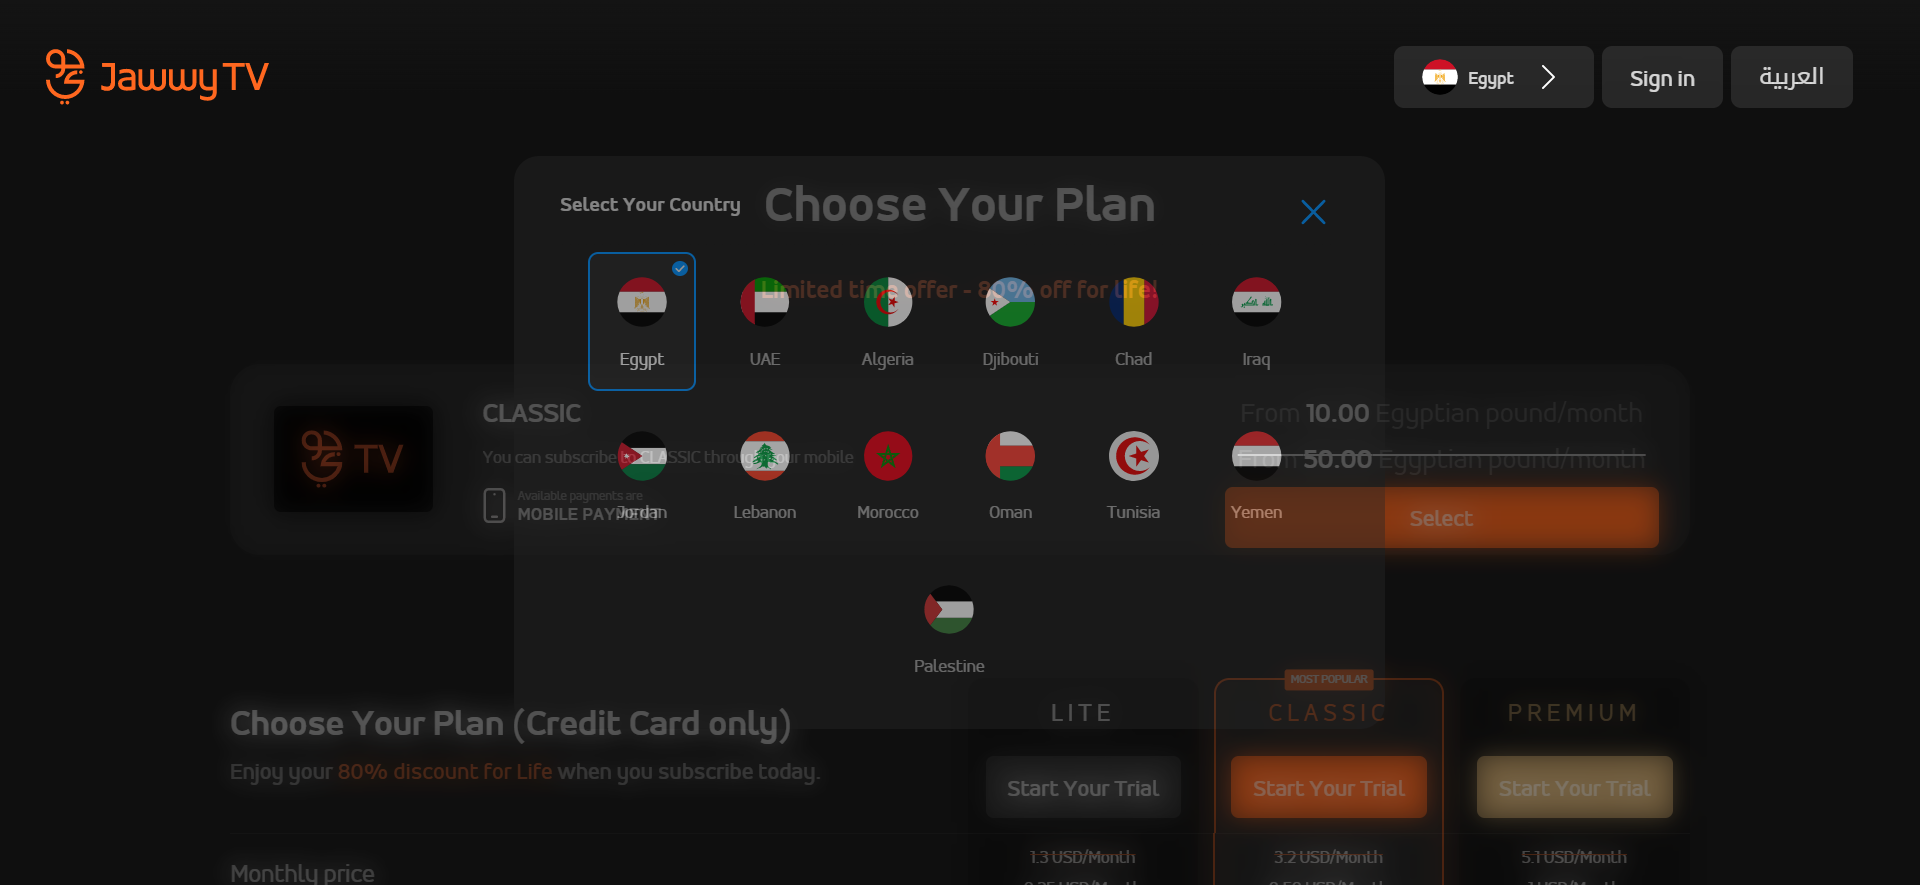 Jawwy TV
Egypt
Sign in
العربية
Select Your Country
Choose Your Plan
Limited time offer - 80% off for life!
Egypt
UAE
Algeria
Djibouti
Chad
Iraq
CLASSIC
You can subscribe to CLASSIC through your mobile
Available payments are
MOBILE PAYMENT
TV
From 10.00 Egyptian pound/month
From 50.00 Egyptian pound/month
Select
Jordan
Lebanon
Morocco
Oman
Tunisia
Yemen
Palestine
Choose Your Plan (Credit Card only)
Enjoy your 80% discount for Life when you subscribe today.
LITE
MOST POPULAR
CLASSIC
PREMIUM
Start Your Trial
Start Your Trial
Start Your Trial
Monthly price
1.3 USD/Month
3.2 USD/Month
5.1 USD/Month